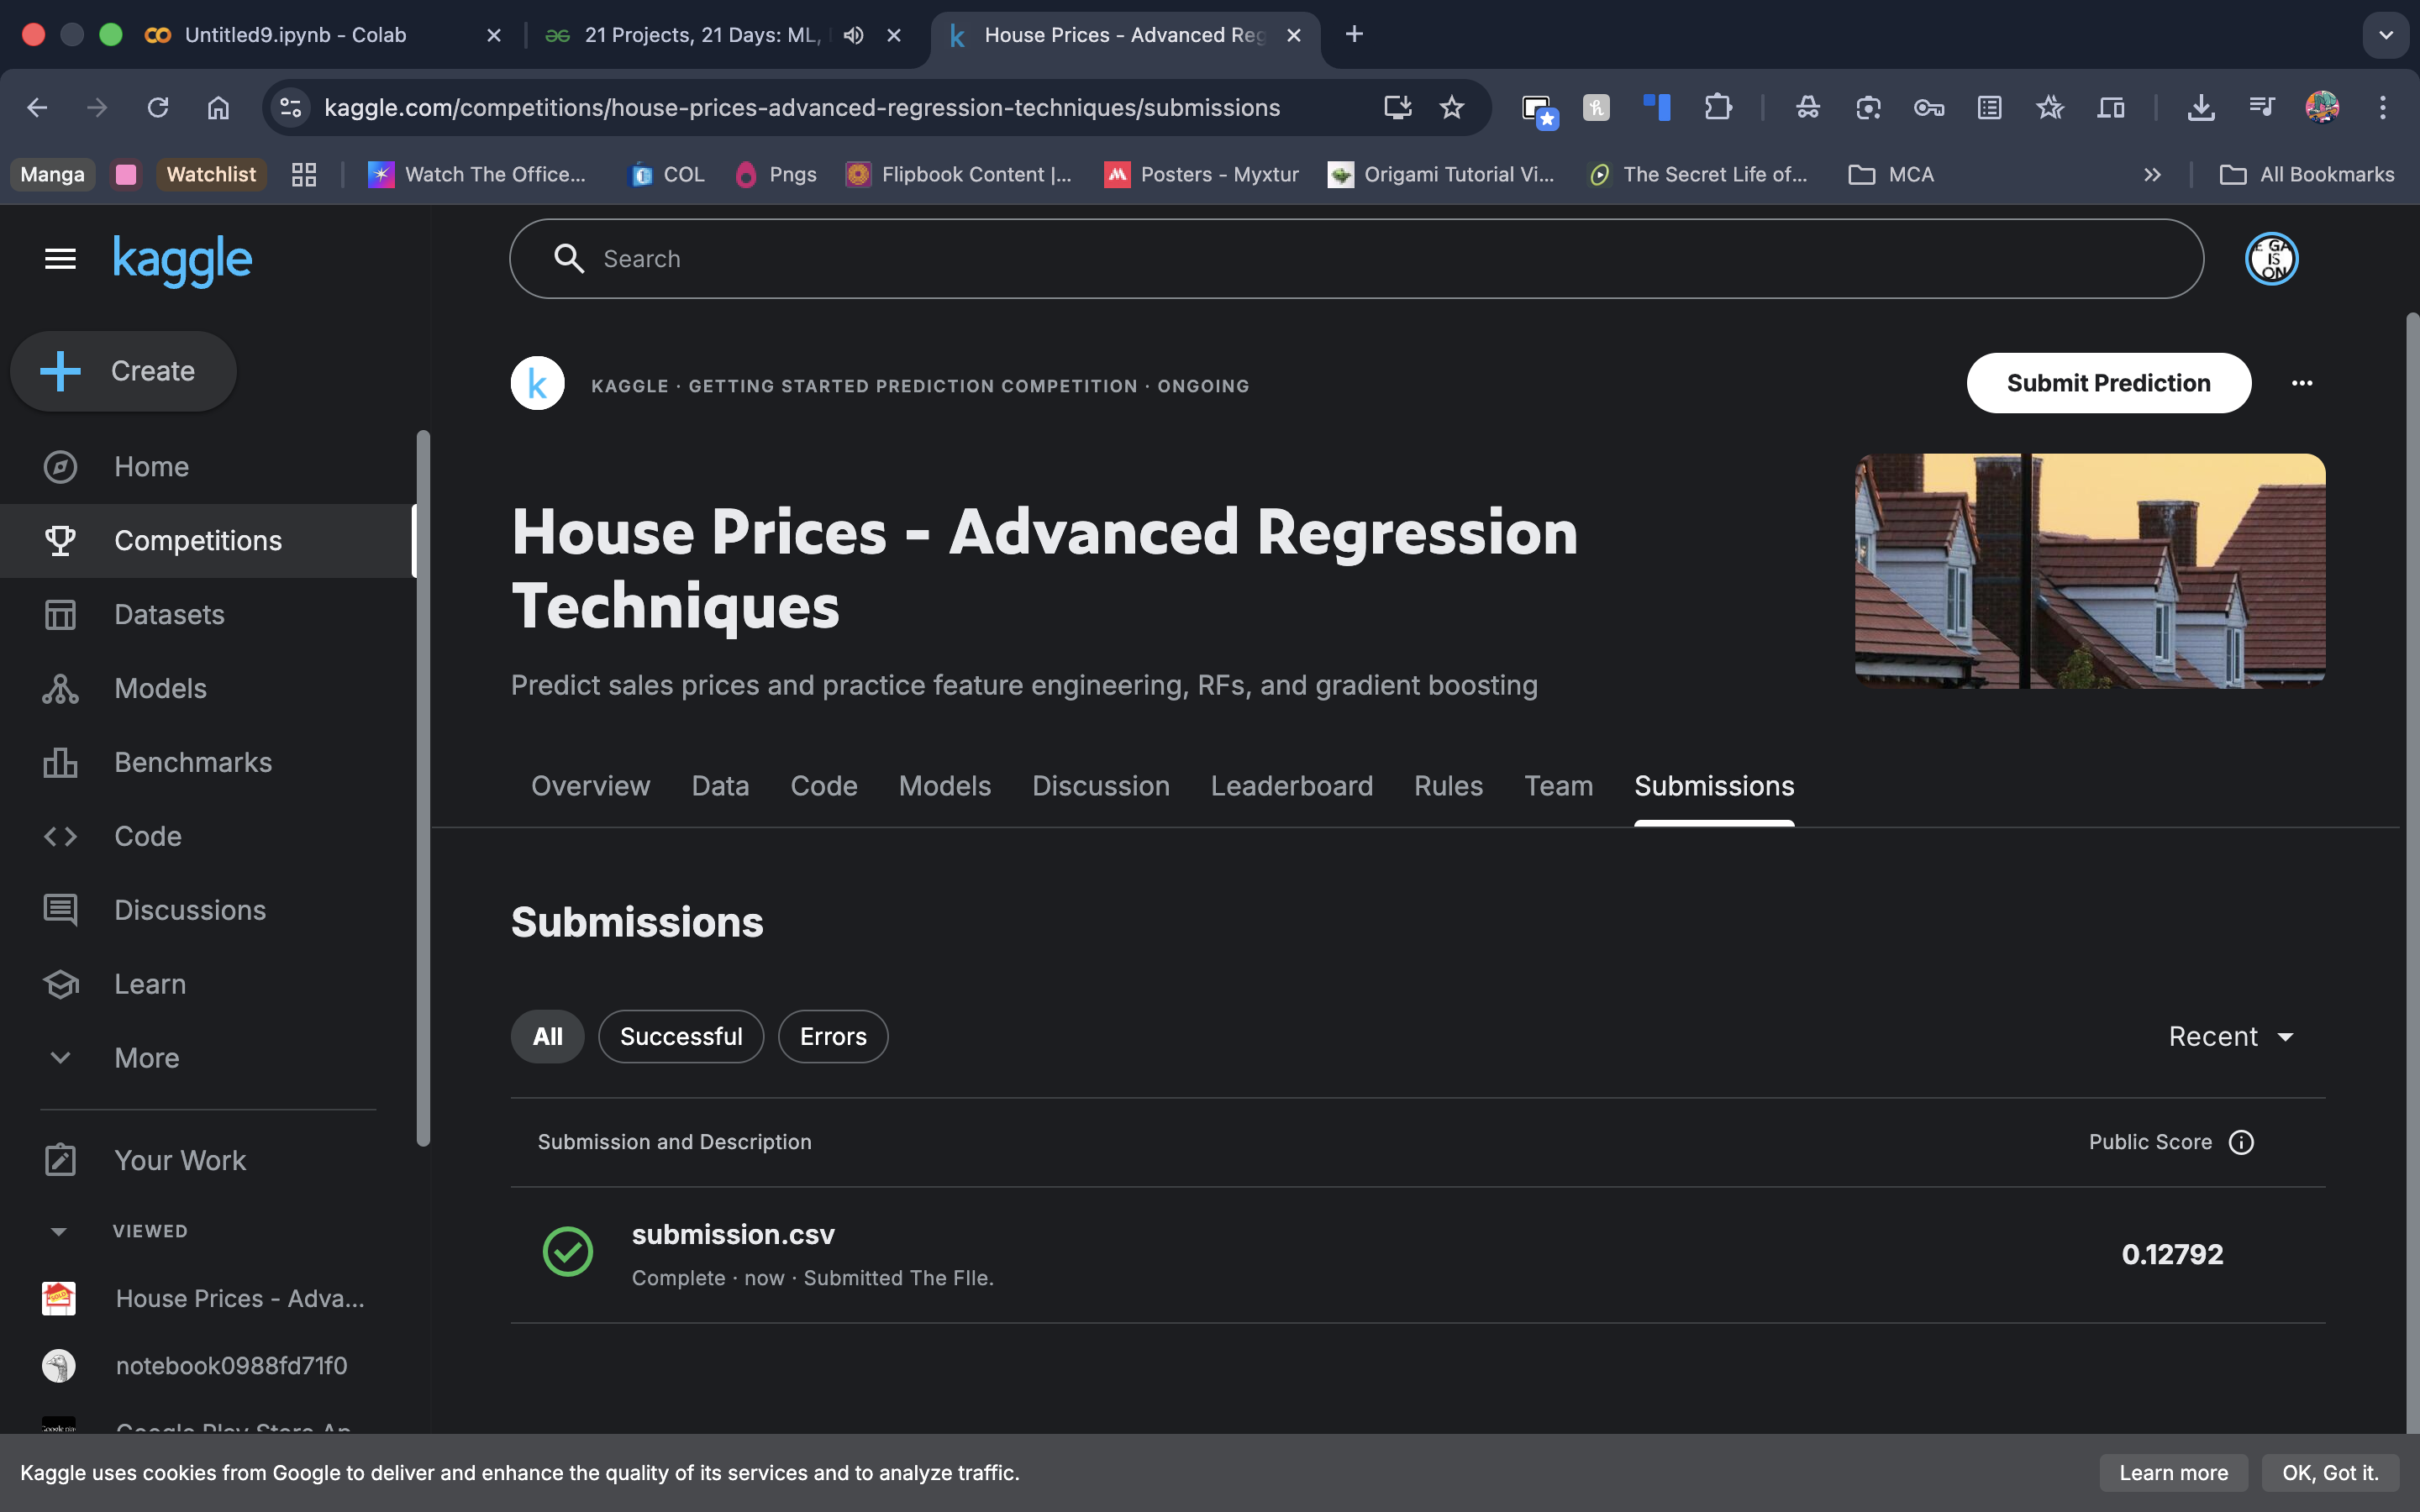 Untitled9.ipynb - Colab
21 Projects, 21 Days: ML,
House Prices - Advanced Reg
kaggle.com/competitions/house-prices-advanced-regression-techniques/submissions
Manga
Watchlist
Watch The Office...
COL
Pngs
Flipbook Content |...
Posters - Myxtur
Origami Tutorial Vi...
The Secret Life of...
MCA
All Bookmarks
kaggle
Search
E GA
IS
ON
Create
Home
Competitions
Datasets
Models
Benchmarks
Code
Discussions
Learn
More
Your Work
VIEWED
House Prices - Adva...
notebook0988fd71f0
Google Play Store Ap
k
KAGGLE · GETTING STARTED PREDICTION COMPETITION · ONGOING
Submit Prediction
House Prices - Advanced Regression
Techniques
Predict sales prices and practice feature engineering, RFs, and gradient boosting
Overview Data Code Models Discussion Leaderboard Rules Team Submissions
Submissions
All Successful Errors
Recent
Submission and Description
Public Score
submission.csv
Complete · now · Submitted The FIle.
0.12792
Kaggle uses cookies from Google to deliver and enhance the quality of its services and to analyze traffic.
Learn more
OK, Got it.